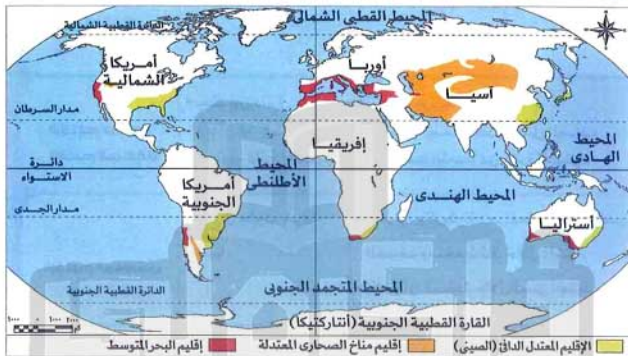 المحيط القطبى الشمالى
الدائرة القطبية الشمالية
أمريكا
الشمالية
أوربا
آسيا
مدار السرطان
إفريقيا
المحيط
الهادى
دائرة
الاستواء
المحيط
الأطلنطى
أمريكا
الجنوبية
المحيط الهندى
مدار الجدى
أستراليا
المحيط المتجمد الجنوبى
الدائرة القطبية الجنوبية
القارة القطبية الجنوبية (أنتاركتيكا)
الإقليم المعتدل الدافئ (الصينى)
إقليم مناخ الصحارى المعتدلة
إقليم البحر المتوسط